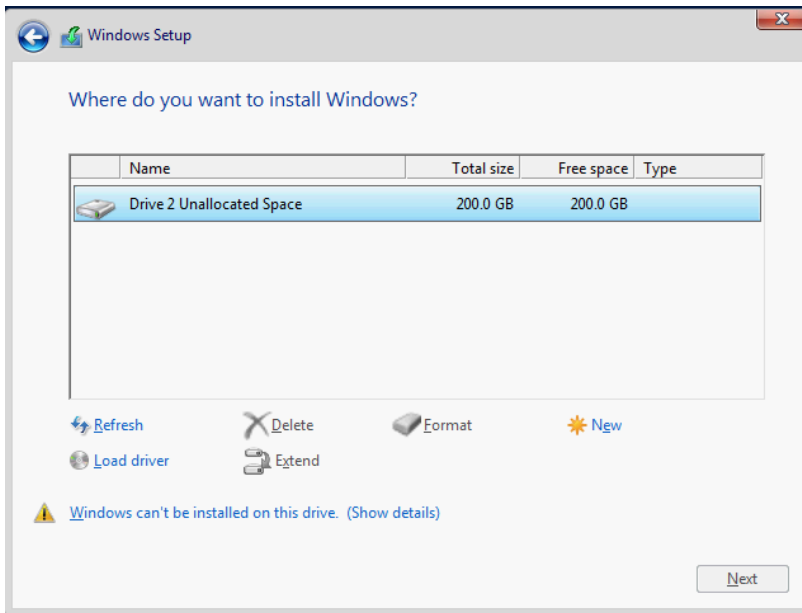 Windows Setup
Where do you want to install Windows?
Name Total size Free space Type
Drive 2 Unallocated Space 200.0 GB 200.0 GB
Refresh Delete Format New
Load driver Extend
Windows can't be installed on this drive. (Show details)
Next